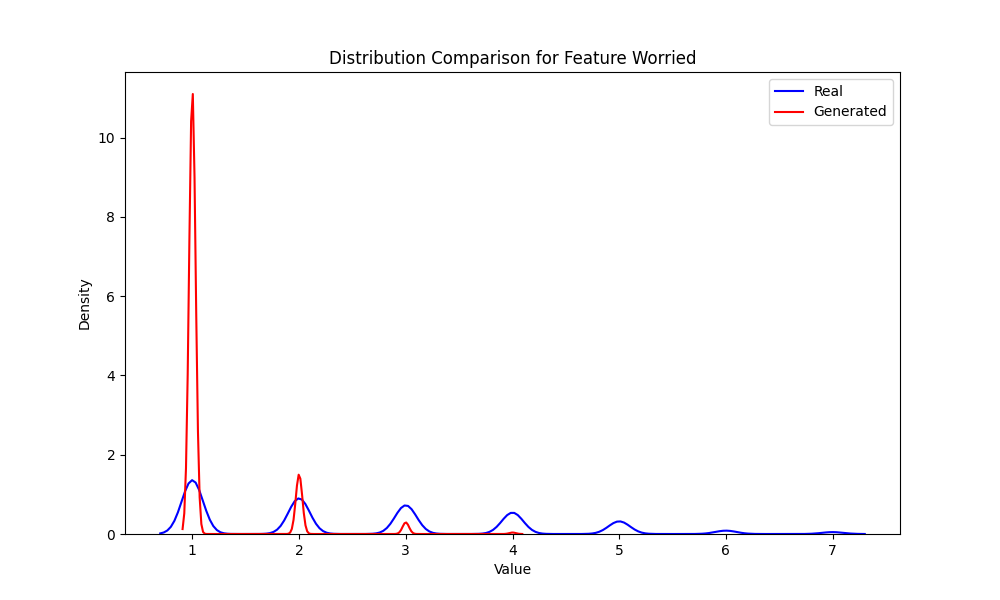 Distribution Comparison for Feature Worried
Real
Generated
10
8
6
4
2
0
Density
1 2 3 4 5 6 7
Value